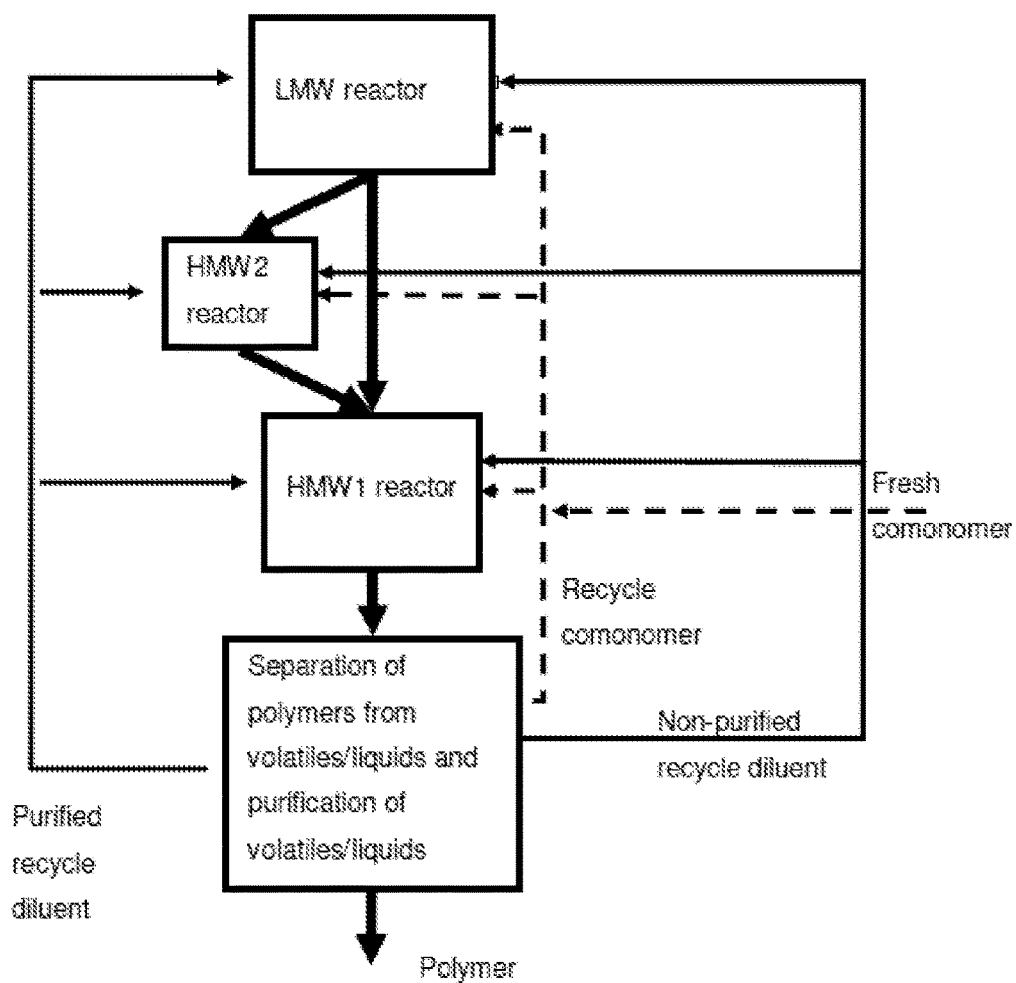 LMW reactor
HMW2
reactor
HMW1 reactor
Fresh
comonomer
Recycle
comonomer
Separation of
polymers from
volatiles/liquids and
purification of
volatiles/liquids
Non-purified
recycle diluent
Purified
recycle
diluent
Polymer